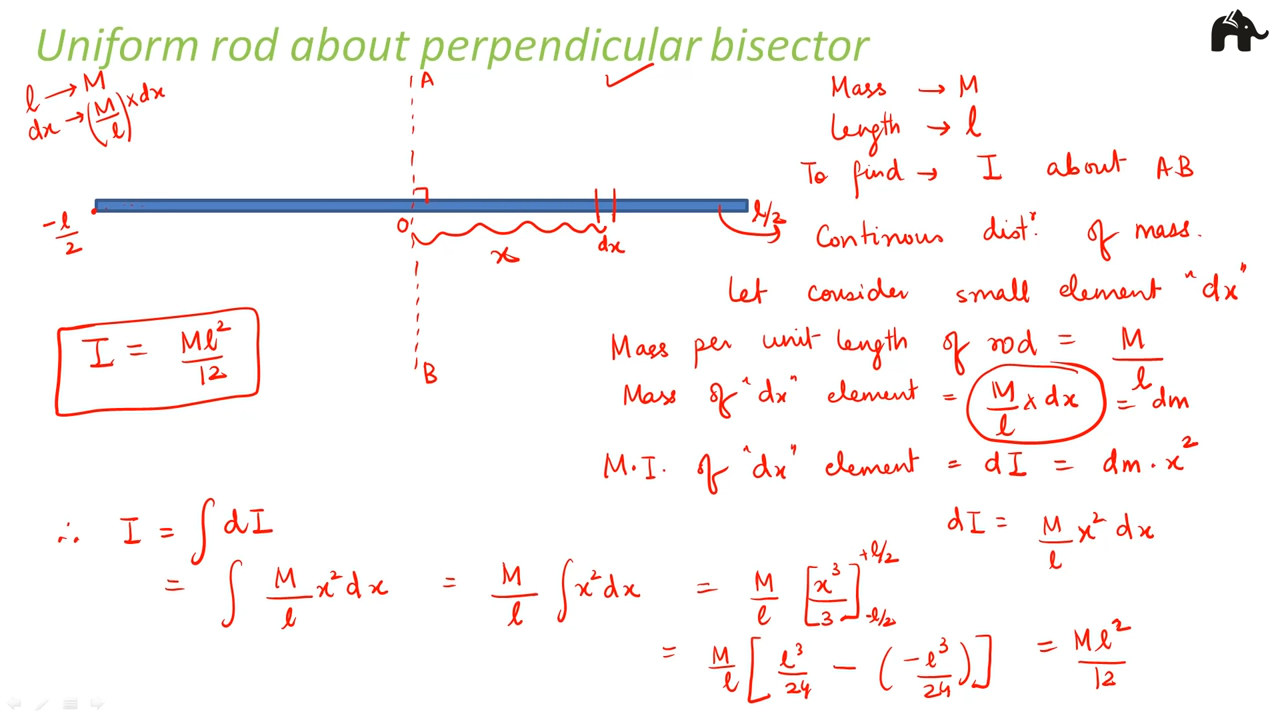 Uniform rod about perpendicular bisector
l → M
dx → (M/l) × dx
A
O
B
-l/2
l/2
x
dx
I = Ml²/12
Mass → M
length → l
To find → I about AB
Continous distʳ. of mass.
Let consider small element "dx"
Mass per unit length of rod = M/l
Mass of "dx" element = M/l × dx = dm
M.I. of "dx" element = dI = dm · x²
dI = M/l x² dx
∴ I = ∫ dI
= ∫ M/l x² dx = M/l ∫ x² dx = M/l [x³/3]₋l/₂⁺ˡ/²
= M/l [l³/24 − (−l³/24)] = Ml²/12